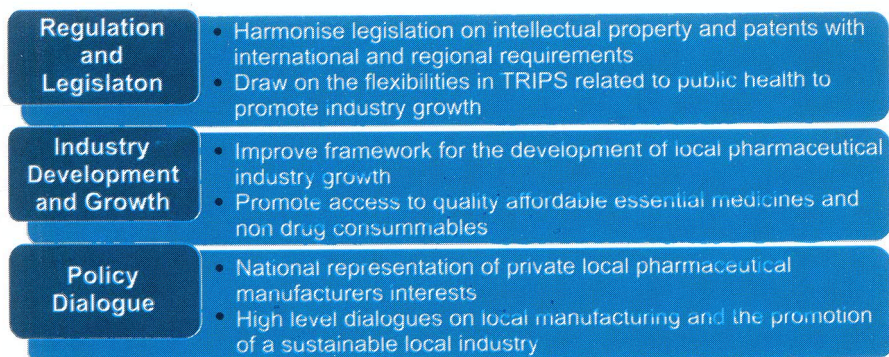 Regulation
and
Legislaton
• Harmonise legislation on intellectual property and patents with
international and regional requirements
• Draw on the flexibilities in TRIPS related to public health to
promote industry growth
Industry
Development
and Growth
• Improve framework for the development of local pharmaceutical
industry growth
• Promote access to quality affordable essential medicines and
non drug consummables
Policy
Dialogue
• National representation of private local pharmaceutical
manufacturers interests
• High level dialogues on local manufacturing and the promotion
of a sustainable local industry